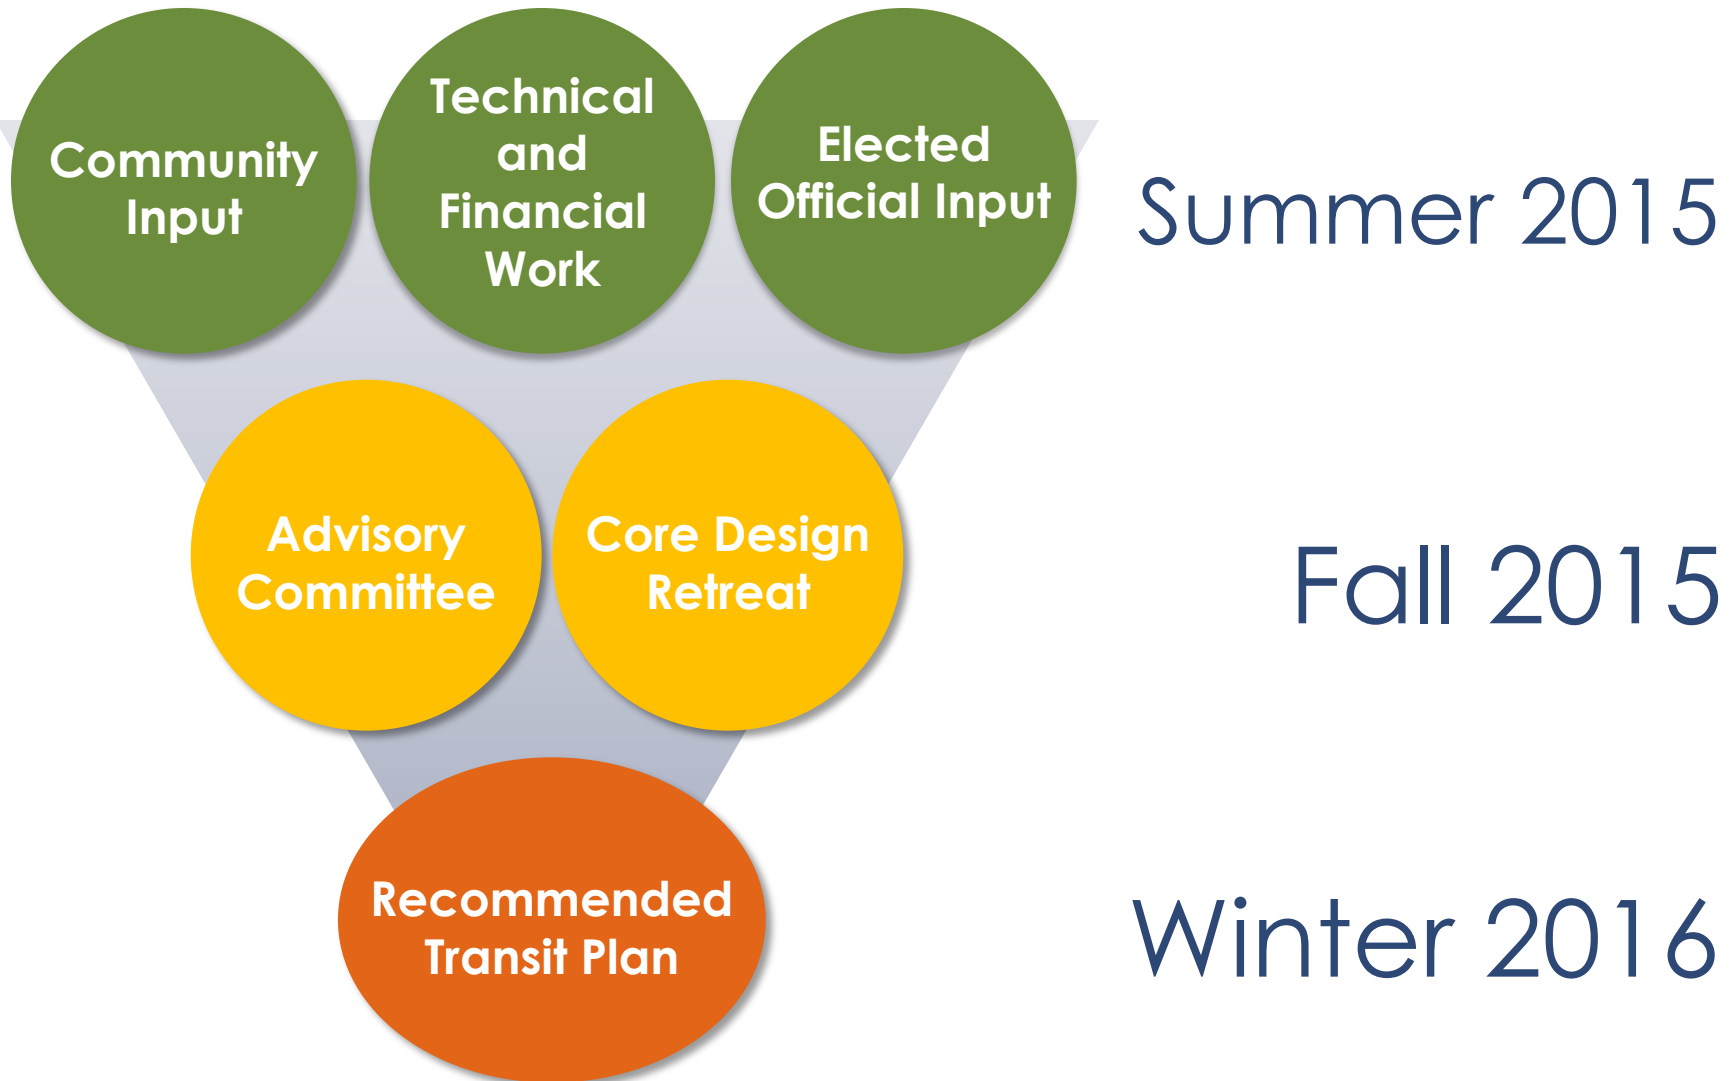 Community
Input
Technical
and
Financial
Work
Elected
Official Input
Summer 2015
Advisory
Committee
Core Design
Retreat
Fall 2015
Recommended
Transit Plan
Winter 2016